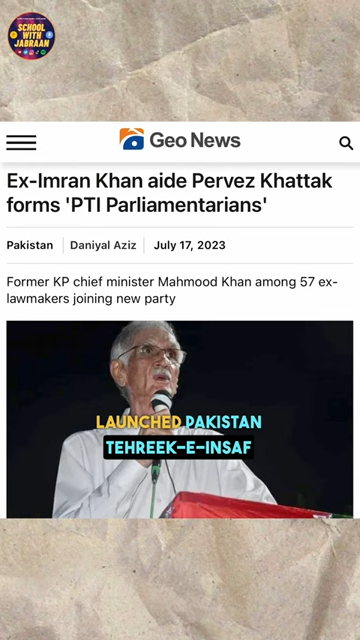 SCHOOL
WITH
JABRAAN
Geo News
Ex-Imran Khan aide Pervez Khattak
forms 'PTI Parliamentarians'
Pakistan
Daniyal Aziz
July 17, 2023
Former KP chief minister Mahmood Khan among 57 ex-
lawmakers joining new party
LAUNCHED PAKISTAN
TEHREEK-E-INSAF